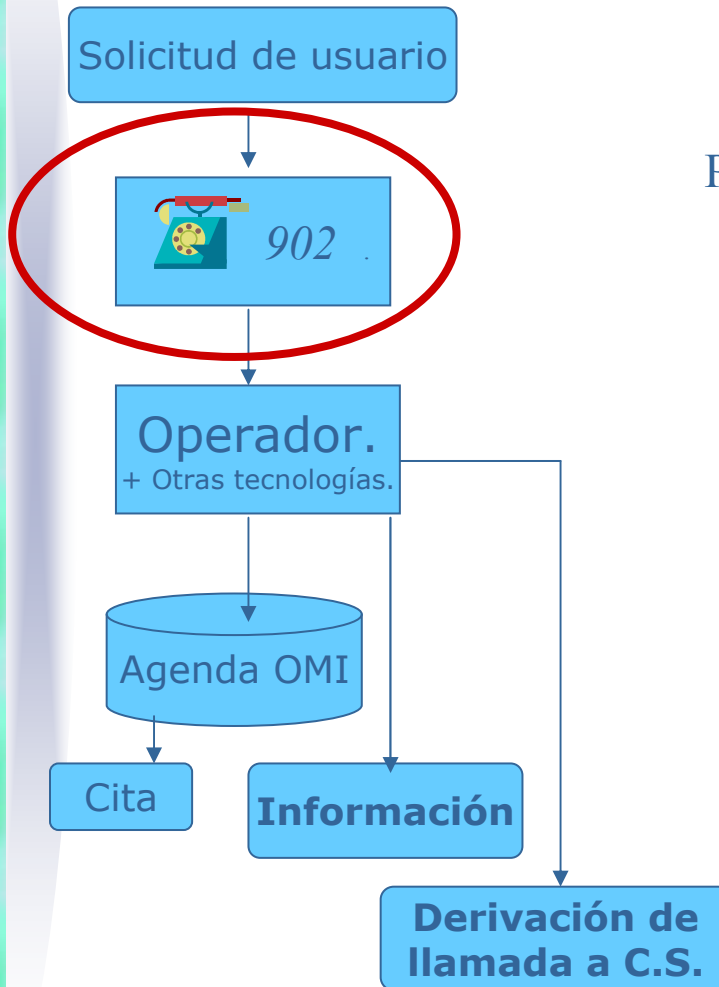 Solicitud de usuario
902 .
Operador.
+ Otras tecnologías.
Agenda OMI
Cita
Información
Derivación de
llamada a C.S.